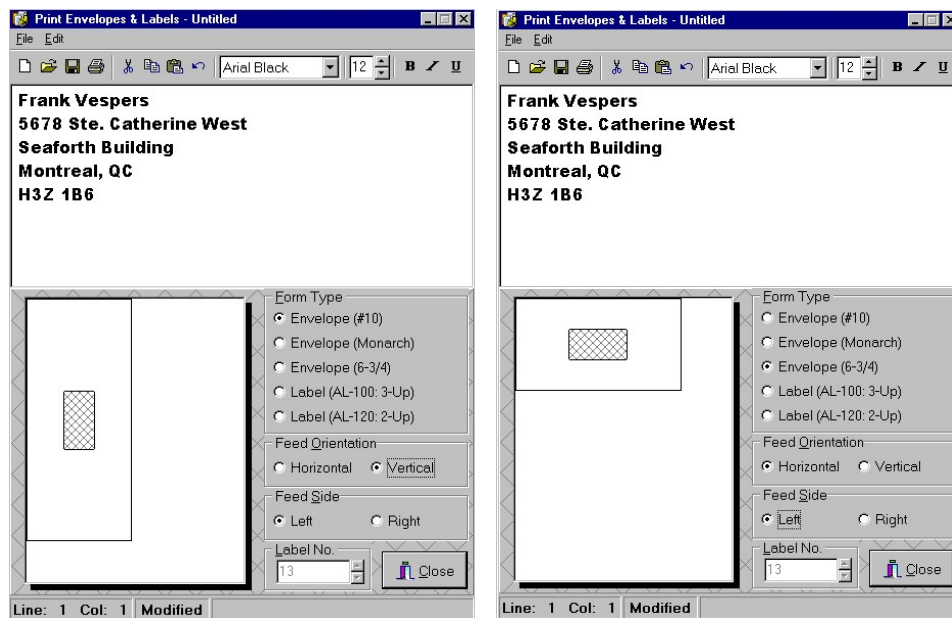 Print Envelopes & Labels - Untitled
File Edit
Arial Black 12 B I U
Frank Vespers
5678 Ste. Catherine West
Seaforth Building
Montreal, QC
H3Z 1B6
Form Type
Envelope (#10)
Envelope (Monarch)
Envelope (6-3/4)
Label (AL-100: 3-Up)
Label (AL-120: 2-Up)
Feed Orientation
Horizontal Vertical
Feed Side
Left Right
Label No.
13 Close
Line: 1 Col: 1 Modified
Print Envelopes & Labels - Untitled
File Edit
Arial Black 12 B I U
Frank Vespers
5678 Ste. Catherine West
Seaforth Building
Montreal, QC
H3Z 1B6
Form Type
Envelope (#10)
Envelope (Monarch)
Envelope (6-3/4)
Label (AL-100: 3-Up)
Label (AL-120: 2-Up)
Feed Orientation
Horizontal Vertical
Feed Side
Left Right
Label No.
13 Close
Line: 1 Col: 1 Modified